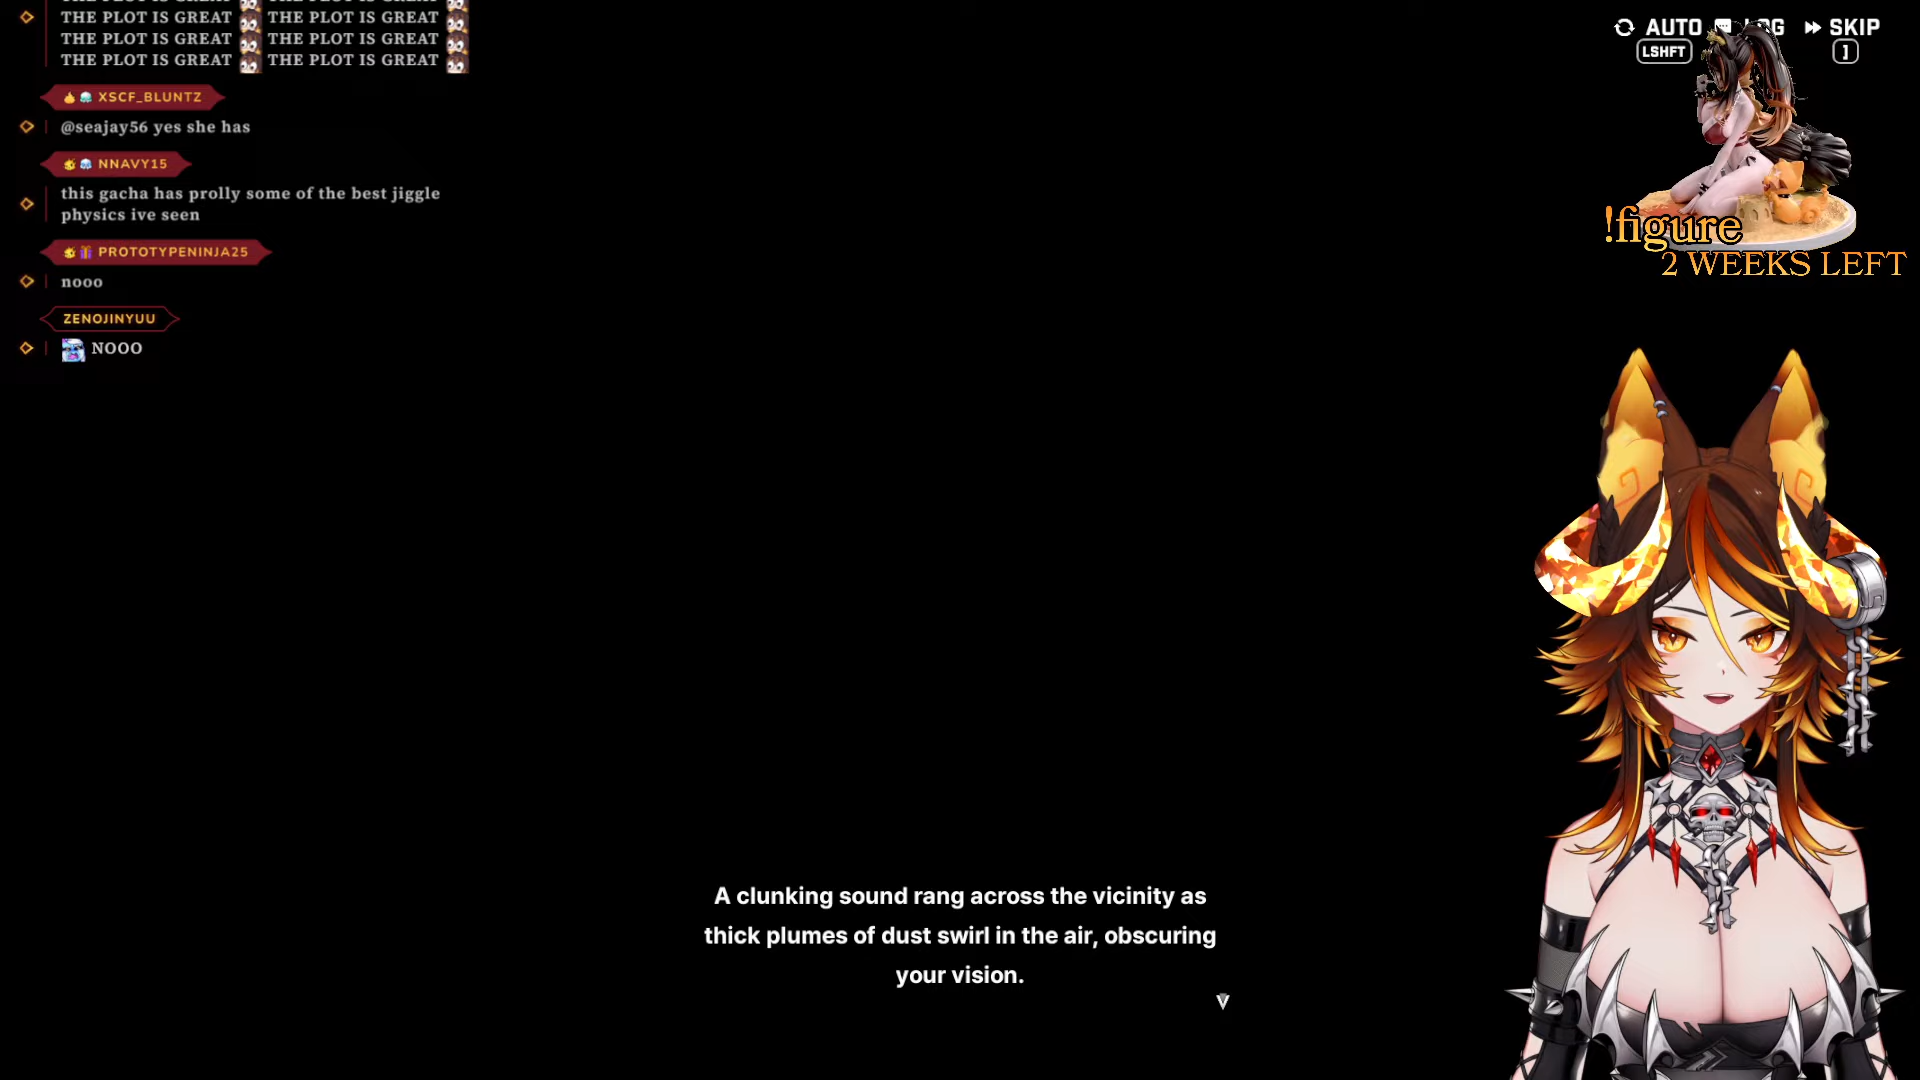 THE PLOT IS GREAT THE PLOT IS GREAT
THE PLOT IS GREAT THE PLOT IS GREAT
THE PLOT IS GREAT THE PLOT IS GREAT
XSCF_BLUNTZ
@seajay56 yes she has
NNAVY15
this gacha has prolly some of the best jiggle
physics ive seen
PROTOTYPENINJA25
nooo
ZENOJINYUU
NOOO
AUTO
SKIP
LSHFT
]
!figure
2 WEEKS LEFT
A clunking sound rang across the vicinity as
thick plumes of dust swirl in the air, obscuring
your vision.